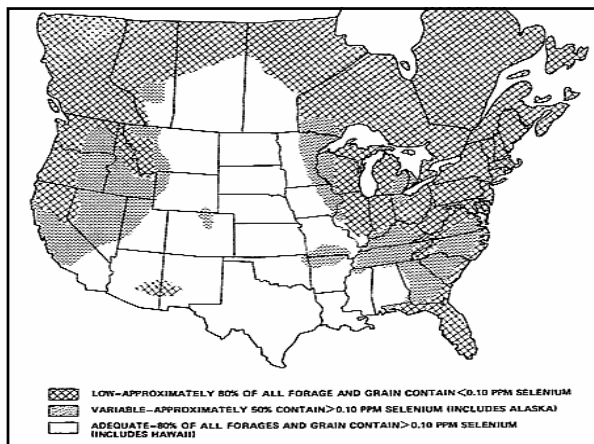 LOW-APPROXIMATELY 80% OF ALL FORAGE AND GRAIN CONTAIN <0.10 PPM SELENIUM
VARIABLE-APPROXIMATELY 50% CONTAIN >0.10 PPM SELENIUM (INCLUDES ALASKA)
ADEQUATE-80% OF ALL FORAGES AND GRAIN CONTAIN >0.10 PPM SELENIUM
(INCLUDES HAWAII)